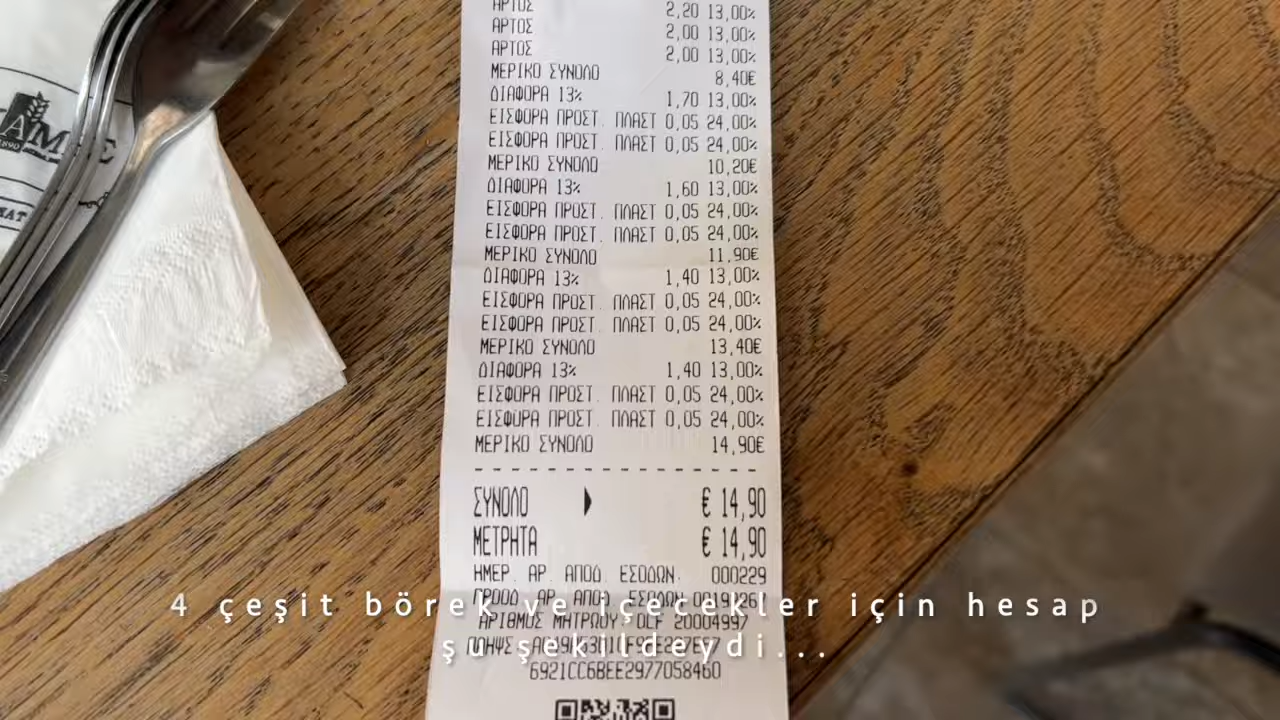 ΑΡΤΟΣ 2,20 13,00%
ΑΡΤΟΣ 2,00 13,00%
ΑΡΤΟΣ 2,00 13,00%
ΜΕΡΙΚΟ ΣΥΝΟΛΟ 8,40€
ΔΙΑΦΟΡΑ 13% 1,70 13,00%
ΕΙΣΦΟΡΑ ΠΡΟΣΤ. ΠΛΑΣΤ 0,05 24,00%
ΕΙΣΦΟΡΑ ΠΡΟΣΤ. ΠΛΑΣΤ 0,05 24,00%
ΜΕΡΙΚΟ ΣΥΝΟΛΟ 10,20€
ΔΙΑΦΟΡΑ 13% 1,60 13,00%
ΕΙΣΦΟΡΑ ΠΡΟΣΤ. ΠΛΑΣΤ 0,05 24,00%
ΕΙΣΦΟΡΑ ΠΡΟΣΤ. ΠΛΑΣΤ 0,05 24,00%
ΜΕΡΙΚΟ ΣΥΝΟΛΟ 11,90€
ΔΙΑΦΟΡΑ 13% 1,40 13,00%
ΕΙΣΦΟΡΑ ΠΡΟΣΤ. ΠΛΑΣΤ 0,05 24,00%
ΕΙΣΦΟΡΑ ΠΡΟΣΤ. ΠΛΑΣΤ 0,05 24,00%
ΜΕΡΙΚΟ ΣΥΝΟΛΟ 13,40€
ΔΙΑΦΟΡΑ 13% 1,40 13,00%
ΕΙΣΦΟΡΑ ΠΡΟΣΤ. ΠΛΑΣΤ 0,05 24,00%
ΕΙΣΦΟΡΑ ΠΡΟΣΤ. ΠΛΑΣΤ 0,05 24,00%
ΜΕΡΙΚΟ ΣΥΝΟΛΟ 14,90€
ΣΥΝΟΛΟ € 14,90
ΜΕΤΡΗΤΑ € 14,90
ΗΜΕΡ. ΑΡ. ΑΠΟΔ. ΕΣΟΔΩΝ. 000229
4 çeşit börek ve içecekler için hesap
ΑΡΙΘΜΟΣ ΜΗΤΡΩΟΥ: DCF 20004997
şu şekildeydi...
6921CC6BEE2977058460